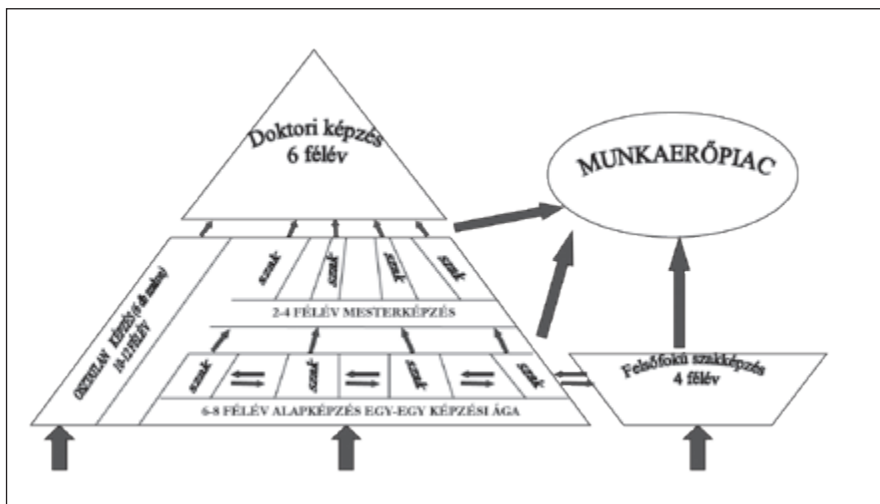 Doktori képzés
6 félév
MUNKAERŐPIAC
OSZTATLAN KÉPZÉS (6 db szakon)
10-12 FÉLÉV
szak
szak
szak
szak
2-4 FÉLÉV MESTERKÉPZÉS
szak
szak
szak
szak
6-8 FÉLÉV ALAPKÉPZÉS EGY-EGY KÉPZÉSI ÁGA
Felsőfokú szakképzés
4 félév